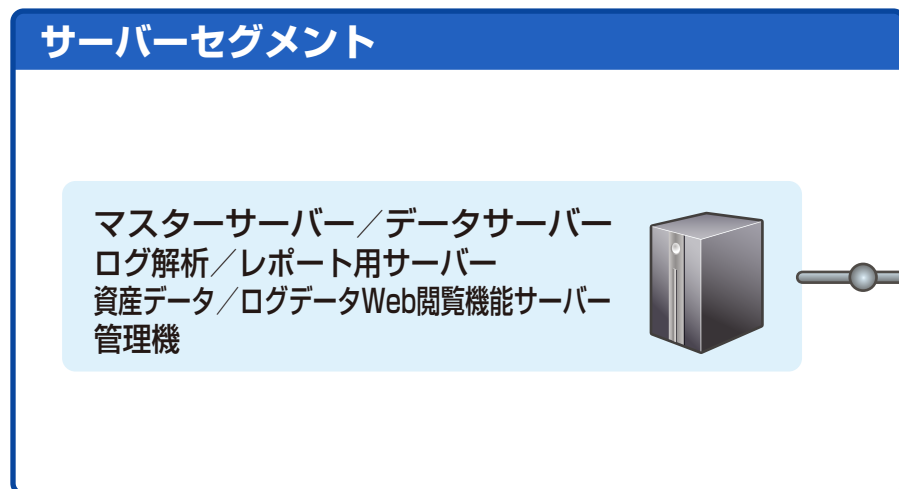 サーバーセグメント
マスターサーバー／データサーバー
ログ解析／レポート用サーバー
資産データ／ログデータWeb閲覧機能サーバー
管理機